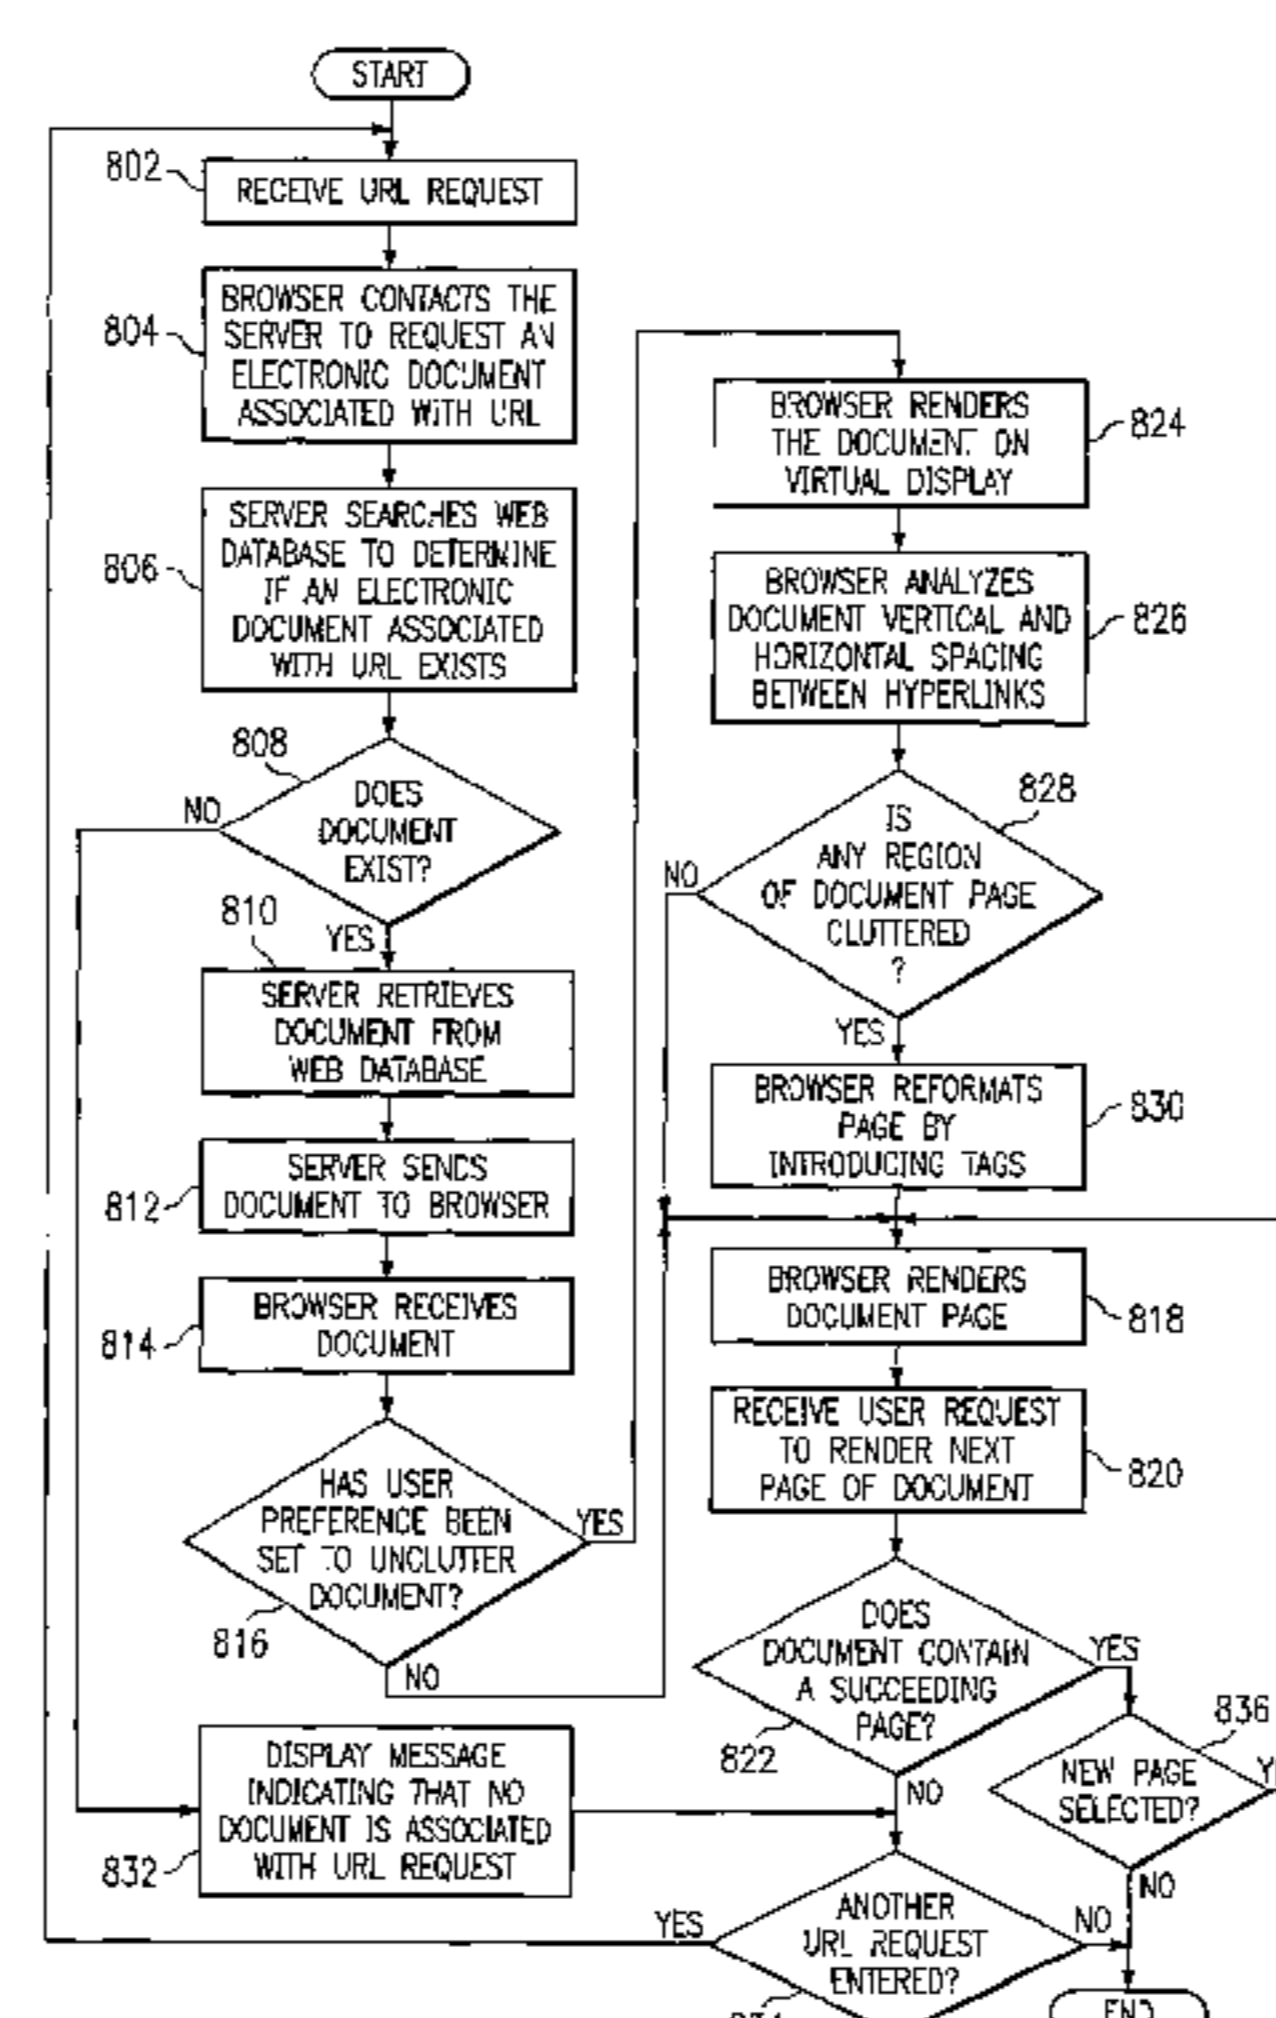 START
802
RECEIVE URL REQUEST
804
BROWSER CONTACTS THE
SERVER TO REQUEST AN
ELECTRONIC DOCUMENT
ASSOCIATED WITH URL
806
SERVER SEARCHES WEB
DATABASE TO DETERMINE
IF AN ELECTRONIC
DOCUMENT ASSOCIATED
WITH URL EXISTS
808
NO
DOES
DOCUMENT
EXIST?
810
YES
SERVER RETRIEVES
DOCUMENT FROM
WEB DATABASE
812
SERVER SENDS
DOCUMENT TO BROWSER
814
BROWSER RECEIVES
DOCUMENT
HAS USER
PREFERENCE BEEN
SET TO UNCLUTTER
DOCUMENT?
YES
816
NO
832
DISPLAY MESSAGE
INDICATING THAT NO
DOCUMENT IS ASSOCIATED
WITH URL REQUEST
BROWSER RENDERS
THE DOCUMENT ON
VIRTUAL DISPLAY
824
BROWSER ANALYZES
DOCUMENT VERTICAL AND
HORIZONTAL SPACING
BETWEEN HYPERLINKS
826
828
NO
IS
ANY REGION
OF DOCUMENT PAGE
CLUTTERED
?
YES
BROWSER REFORMATS
PAGE BY
INTRODUCING TAGS
830
BROWSER RENDERS
DOCUMENT PAGE
818
RECEIVE USER REQUEST
TO RENDER NEXT
PAGE OF DOCUMENT
820
DOES
DOCUMENT CONTAIN
A SUCCEEDING
PAGE?
YES
822
NO
836
NEW PAGE
SELECTED?
NO
YES
ANOTHER
URL REQUEST
ENTERED?
NO
END